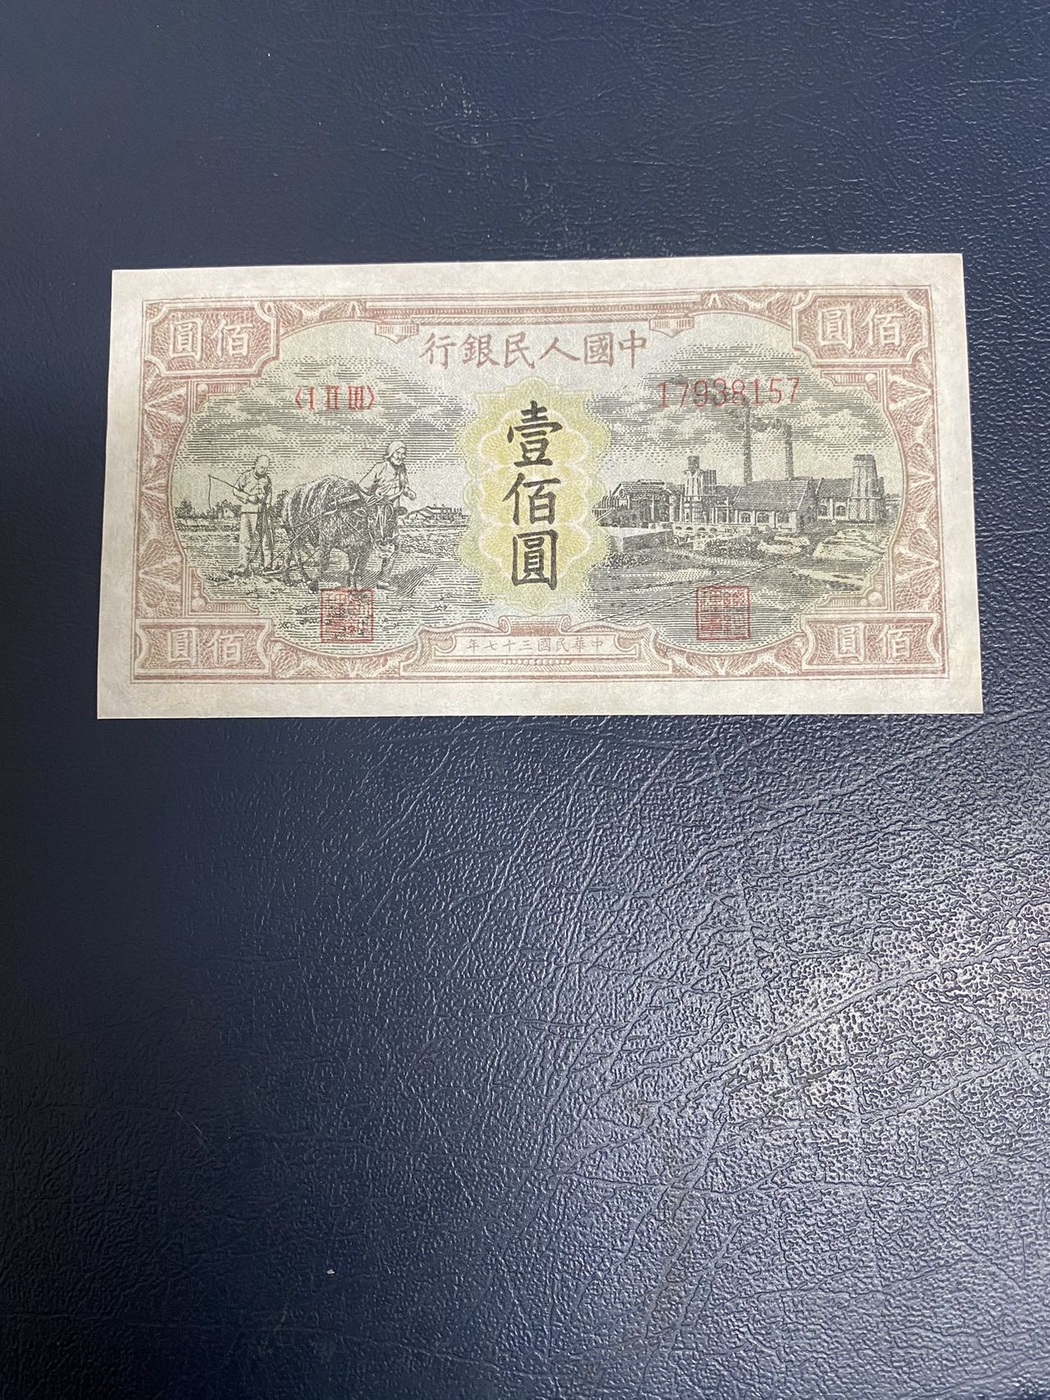 中國人民銀行
圓佰
圓佰
〈I II III〉
17938157
壹佰圓
圓佰
圓佰
中華民國三十七年